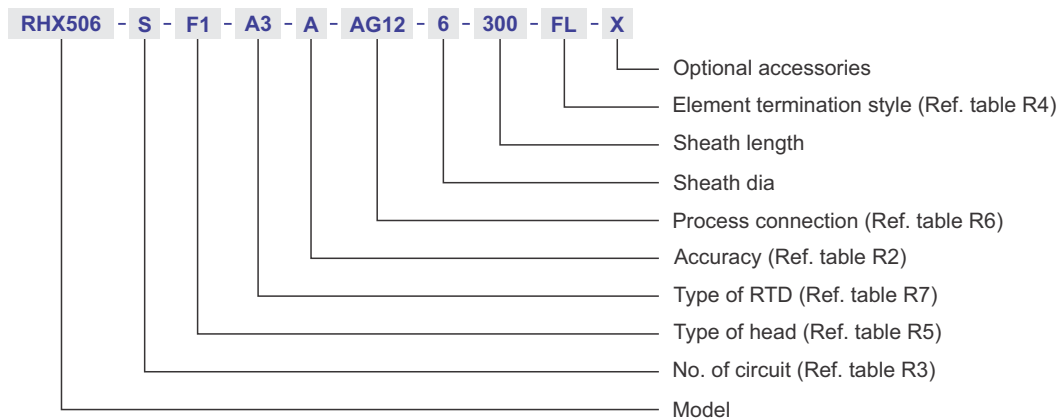 RHX506 - S - F1 - A3 - A - AG12 - 6 - 300 - FL - X
Optional accessories
Element termination style (Ref. table R4)
Sheath length
Sheath dia
Process connection (Ref. table R6)
Accuracy (Ref. table R2)
Type of RTD (Ref. table R7)
Type of head (Ref. table R5)
No. of circuit (Ref. table R3)
Model